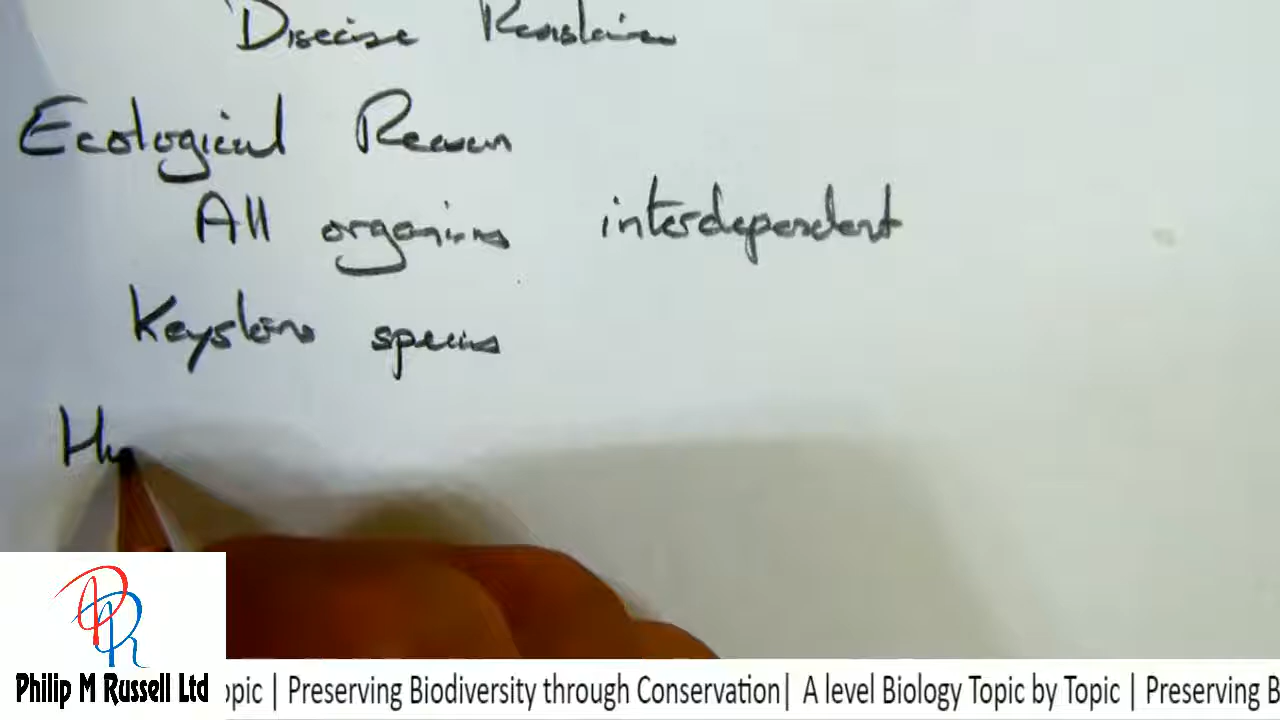 Disease Resistance
Ecological Reason
All organisms interdependent
Keystone species
Hu
Philip M Russell Ltd
opic | Preserving Biodiversity through Conservation| A level Biology Topic by Topic | Preserving B